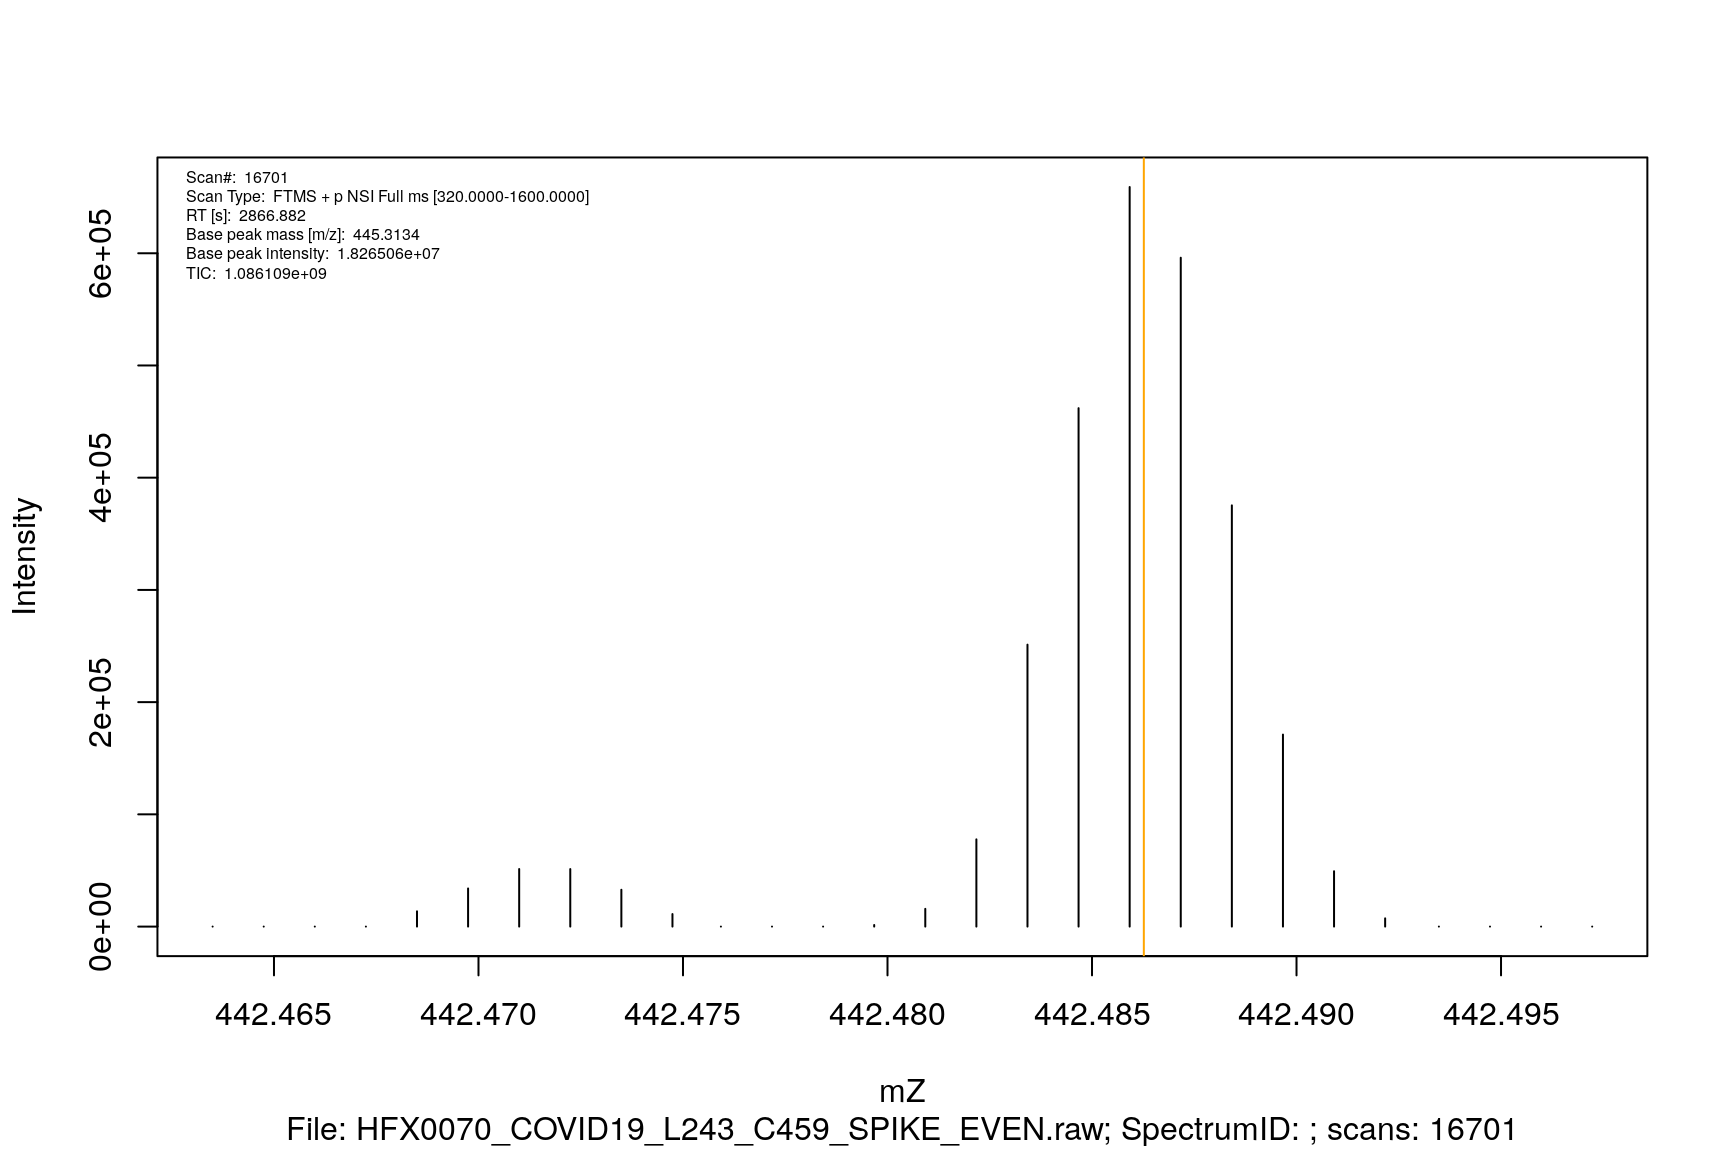 Scan#: 16701
Scan Type: FTMS + p NSI Full ms [320.0000-1600.0000]
RT [s]: 2866.882
Base peak mass [m/z]: 445.3134
Base peak intensity: 1.826506e+07
TIC: 1.086109e+09
Intensity
6e+05
4e+05
2e+05
0e+00
442.465 442.470 442.475 442.480 442.485 442.490 442.495
mZ
File: HFX0070_COVID19_L243_C459_SPIKE_EVEN.raw; SpectrumID: ; scans: 16701